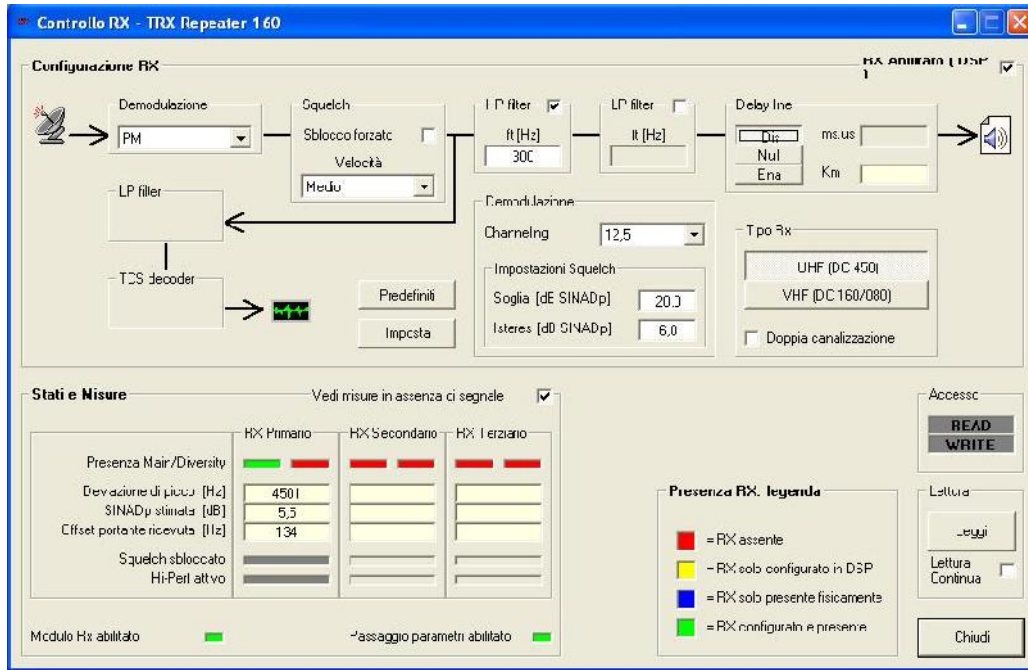 Controllo RX - TRX Repeater 160
Configurazione RX
RX Abilitato (DSP
)
Demodulazione
PM
Squelch
Sblocco forzato
Velocità
Medio
HP filter
ft [Hz]
300
LP filter
ft [Hz]
Delay line
Dis
Nul
Ena
ms.us
Km
LP filter
TCS decoder
Predefiniti
Imposta
Demodulazione
Channeling
12,5
Impostazioni Squelch
Soglia [dB SINADp]
20.0
Isteres [dB SINADp]
6,0
Tipo Rx
UHF (DC 450)
VHF (DC 160/080)
Doppia canalizzazione
Stati e Misure
Vedi misure in assenza di segnale
RX Primario
RX Secondario
RX Terziario
Presenza Main/Diversity
Deviazione di picco [Hz]
SINADp stimata [dB]
5,5
Offset portante ricevuta [Hz]
134
Squelch sbloccato
Hi-Perf attivo
Modulo Rx abilitato
Passaggio parametri abilitato
Presenza RX, legenda
= RX assente
= RX solo configurato in DSP
= RX solo presente fisicamente
= RX configurato e presente
Accesso
READ
WRITE
Lettura
Leggi
Lettura
Continua
Chiudi